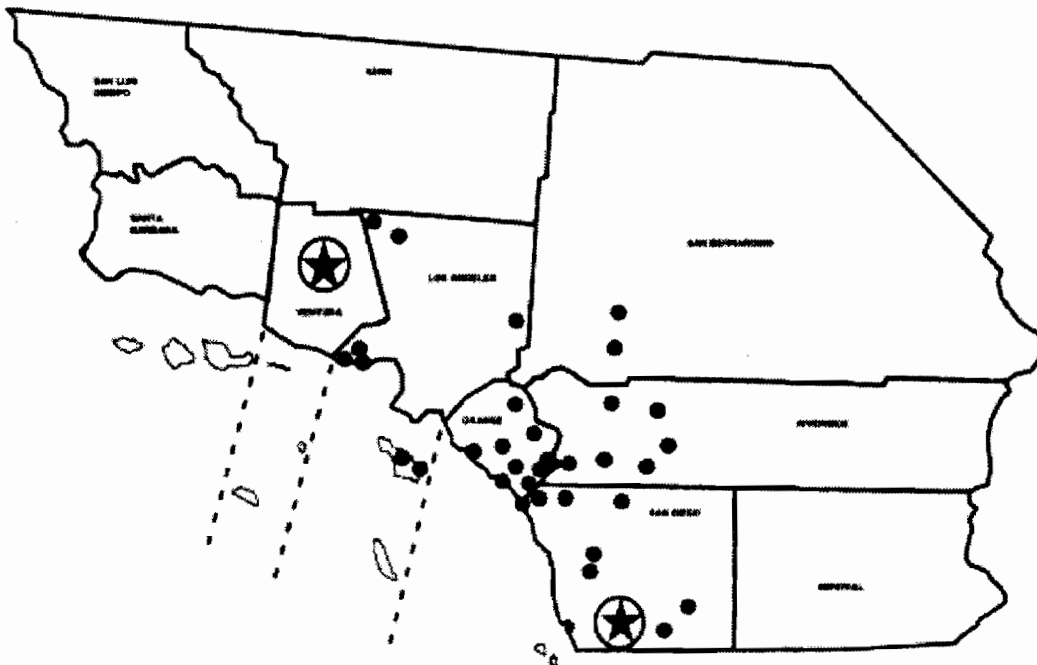 KERN
SAN LUIS
OBISPO
SANTA
BARBARA
SAN BERNARDINO
LOS ANGELES
VENTURA
ORANGE
RIVERSIDE
SAN DIEGO
IMPERIAL